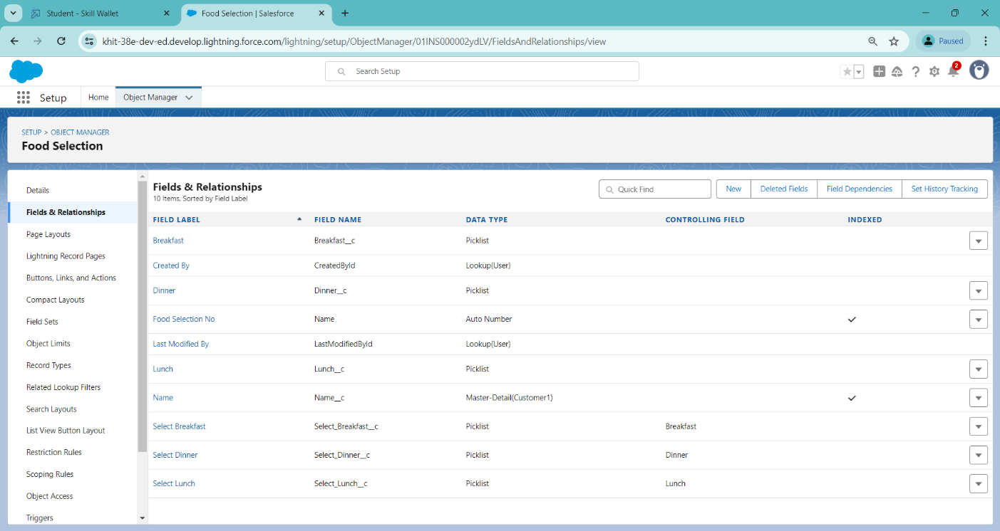 Student - Skill Wallet
Food Selection | Salesforce
khit-38e-dev-ed.develop.lightning.force.com/lightning/setup/ObjectManager/01INS000002ydLV/FieldsAndRelationships/view
Paused
Search Setup
2
Setup
Home
Object Manager
SETUP > OBJECT MANAGER
Food Selection
Details
Fields & Relationships
Page Layouts
Lightning Record Pages
Buttons, Links, and Actions
Compact Layouts
Field Sets
Object Limits
Record Types
Related Lookup Filters
Search Layouts
List View Button Layout
Restriction Rules
Scoping Rules
Object Access
Triggers
Fields & Relationships
10 Items, Sorted by Field Label
Quick Find
New
Deleted Fields
Field Dependencies
Set History Tracking
FIELD LABEL FIELD NAME DATA TYPE CONTROLLING FIELD INDEXED
Breakfast Breakfast__c Picklist
Created By CreatedById Lookup(User)
Dinner Dinner__c Picklist
Food Selection No Name Auto Number
Last Modified By LastModifiedById Lookup(User)
Lunch Lunch__c Picklist
Name Name__c Master-Detail(Customer1)
Select Breakfast Select_Breakfast__c Picklist Breakfast
Select Dinner Select_Dinner__c Picklist Dinner
Select Lunch Select_Lunch__c Picklist Lunch